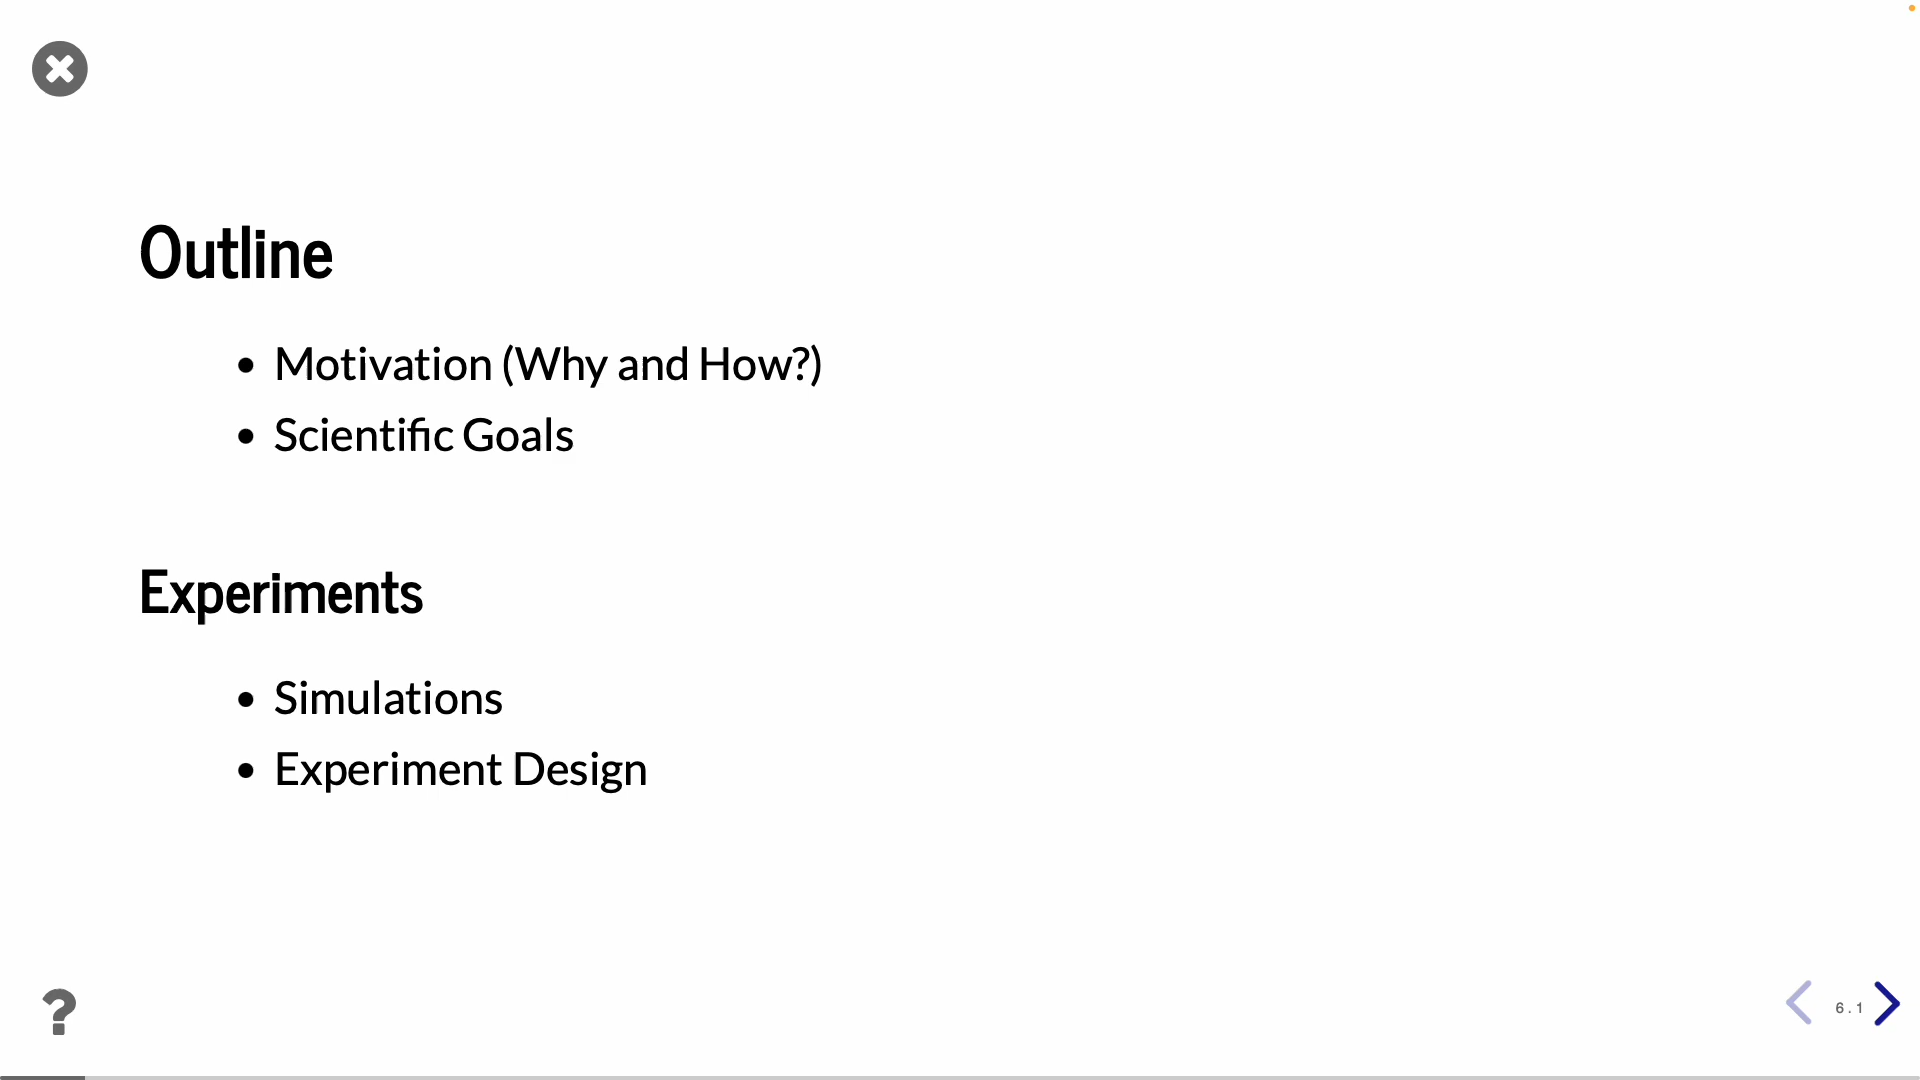 Outline
Motivation (Why and How?)
Scientific Goals
Experiments
Simulations
Experiment Design
?
6 . 1